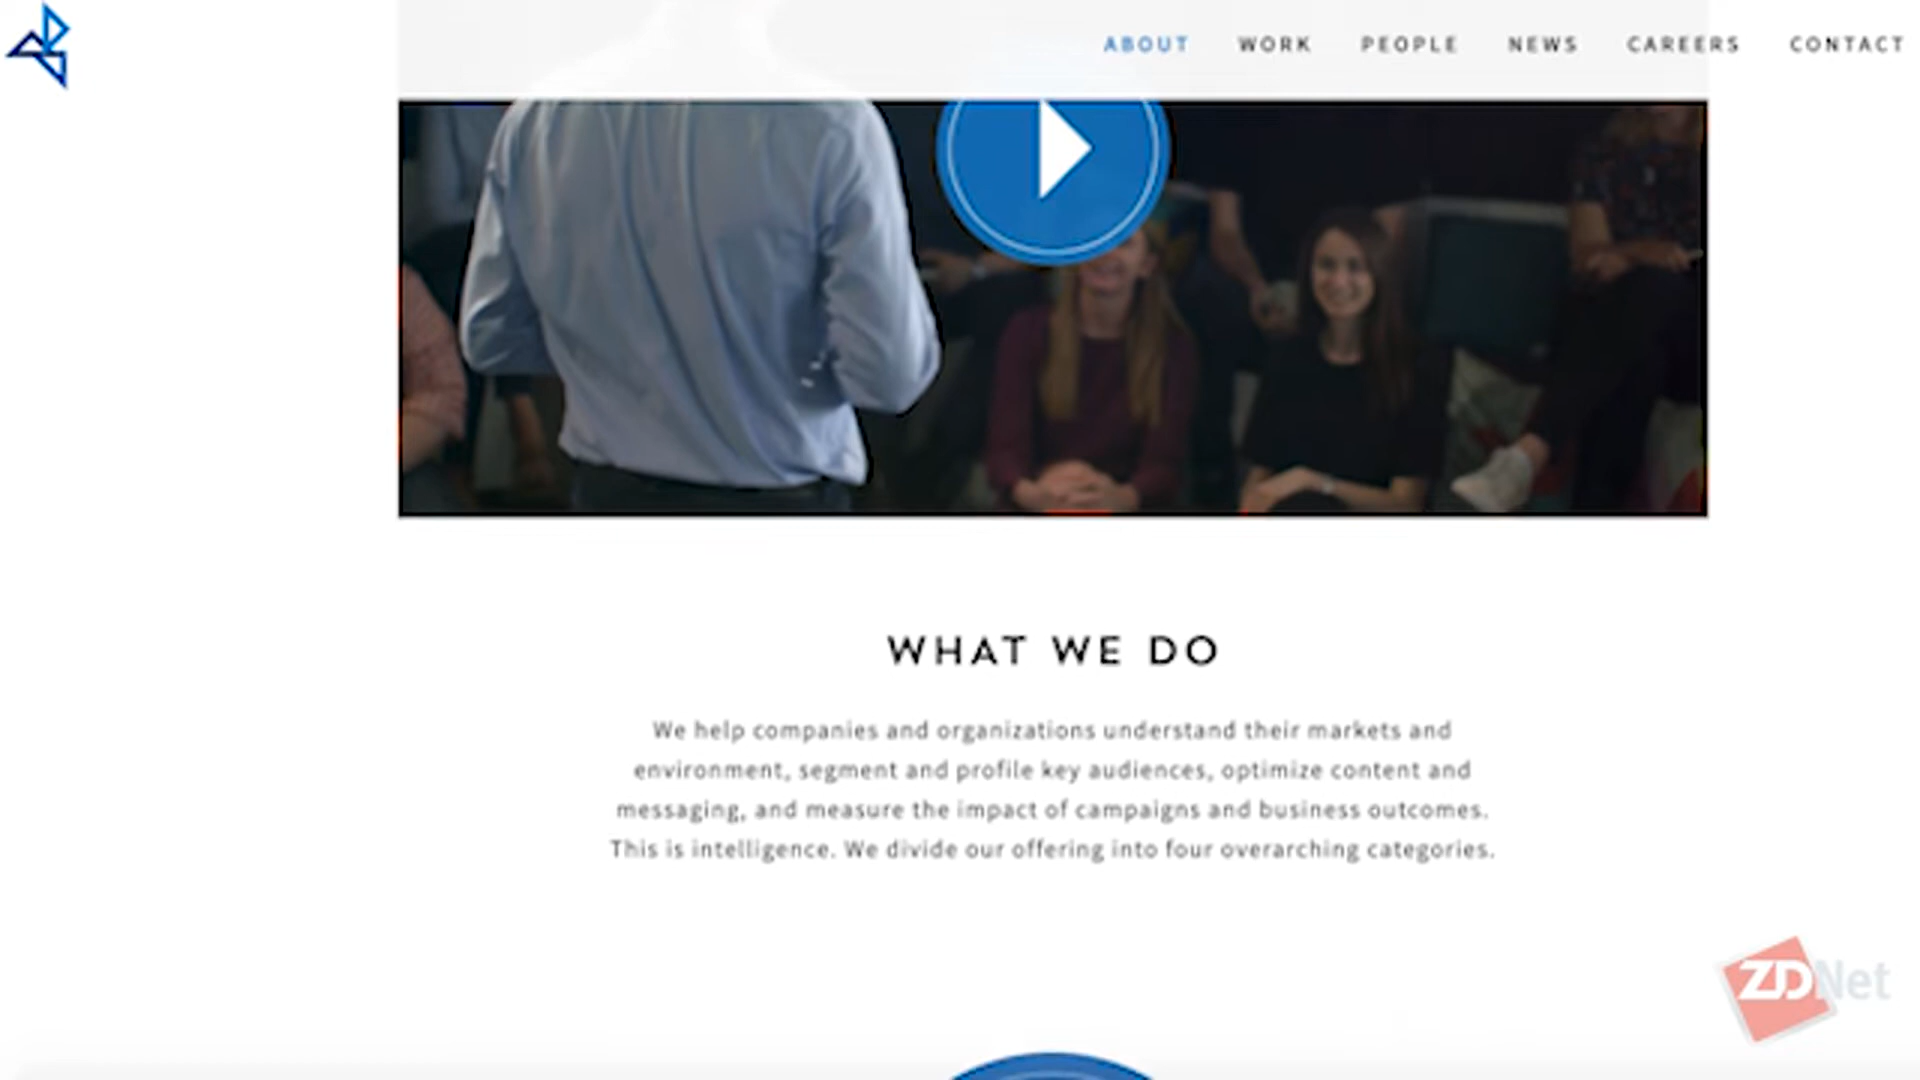 ABOUT WORK PEOPLE NEWS CAREERS CONTACT
WHAT WE DO
We help companies and organizations understand their markets and
environment, segment and profile key audiences, optimize content and
messaging, and measure the impact of campaigns and business outcomes.
This is intelligence. We divide our offering into four overarching categories.
ZDNet